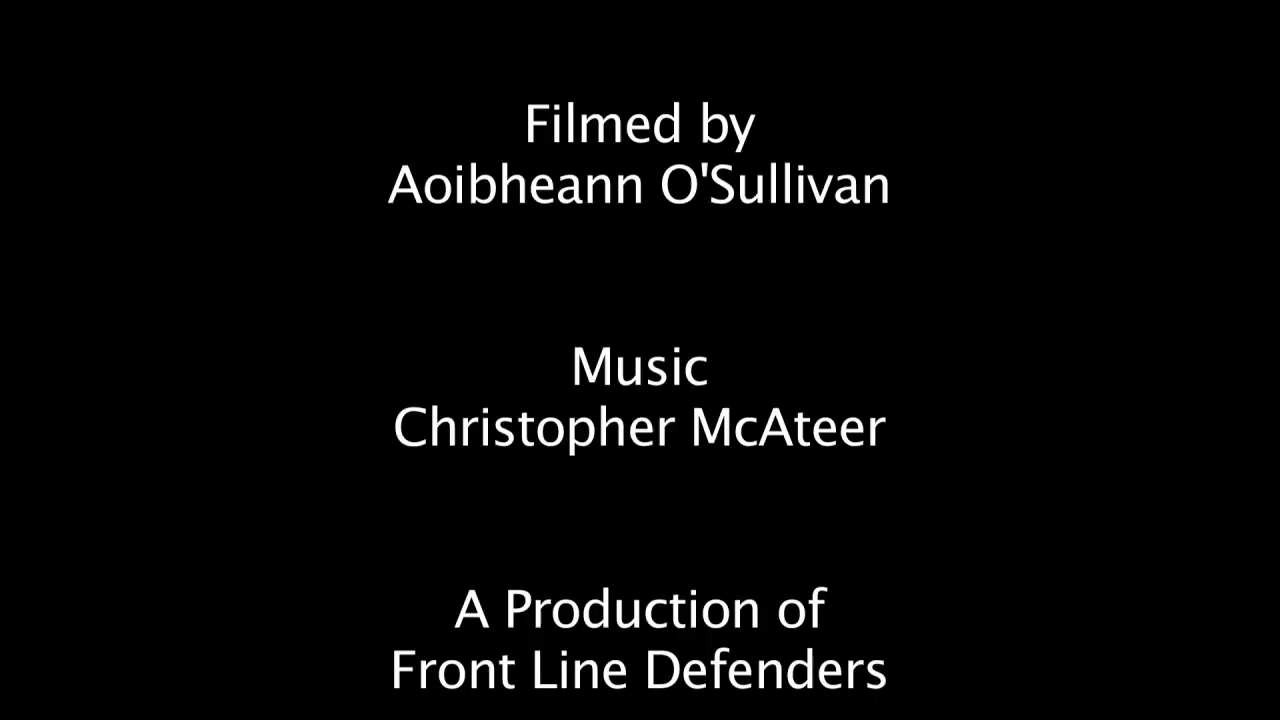 Filmed by
Aoibheann O'Sullivan
Music
Christopher McAteer
A Production of
Front Line Defenders